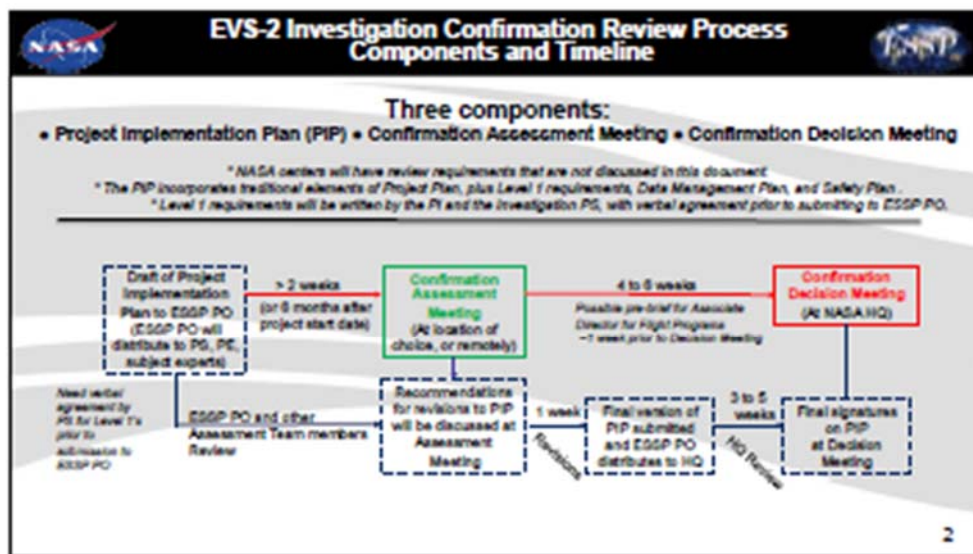 NASA
EVS-2 Investigation Confirmation Review Process
Components and Timeline
ESSP
Three components:
● Project Implementation Plan (PIP) ● Confirmation Assessment Meeting ● Confirmation Decision Meeting
* NASA centers will have review requirements that are not discussed in this document
* The PIP incorporates traditional elements of Project Plan, plus Level 1 requirements, Data Management Plan, and Safety Plan .
* Level 1 requirements will be written by the PI and the investigation PS, with verbal agreement prior to submitting to ESSP PO.
Draft of Project
Implementation
Plan to ESSP PO
(ESSP PO will
distribute to PS, PE,
subject experts)
> 2 weeks
(or 6 months after
project start date)
Confirmation
Assessment
Meeting
(At location of
choice, or remotely)
4 to 6 weeks
Possible pre-brief for Associate
Director for Flight Programs
~1 week prior to Decision Meeting
Confirmation
Decision Meeting
(At NASA HQ)
Need verbal
agreement by
PS for Level 1's
prior to
submission to
ESSP PO
ESSP PO and other
Assessment Team members
Review
Recommendations
for revisions to PIP
will be discussed at
Assessment
Meeting
1 week
Revisions
Final version of
PIP submitted
and ESSP PO
distributes to HQ
3 to 5
weeks
HQ Review
Final signatures
on PIP
at Decision
Meeting
2